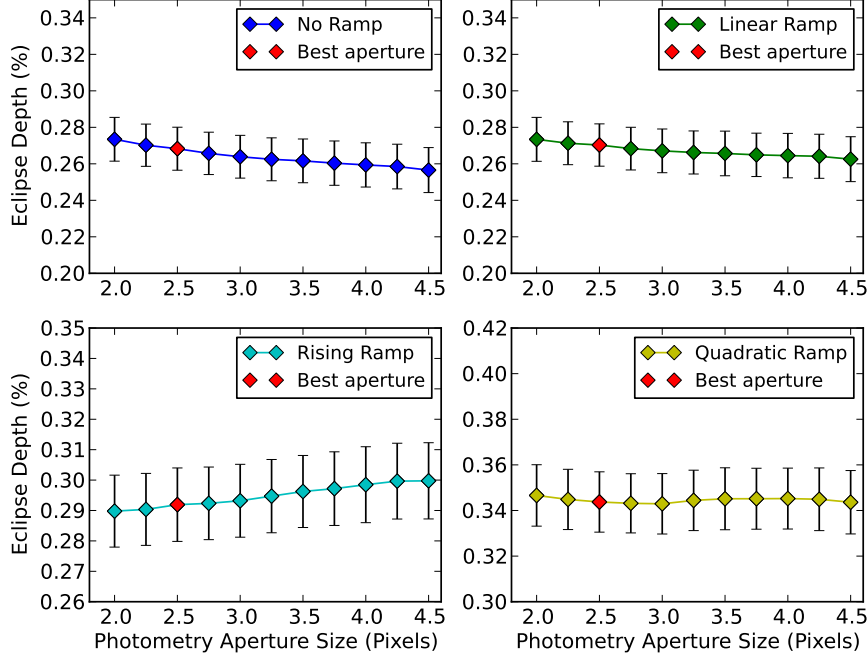 Eclipse Depth (%)
0.34
0.32
0.30
0.28
0.26
0.24
0.22
0.20
2.0 2.5 3.0 3.5 4.0 4.5
No Ramp
Best aperture
0.34
0.32
0.30
0.28
0.26
0.24
0.22
0.20
2.0 2.5 3.0 3.5 4.0 4.5
Linear Ramp
Best aperture
Eclipse Depth (%)
0.35
0.34
0.33
0.32
0.31
0.30
0.29
0.28
0.27
0.26
2.0 2.5 3.0 3.5 4.0 4.5
Photometry Aperture Size (Pixels)
Rising Ramp
Best aperture
0.42
0.40
0.38
0.36
0.34
0.32
0.30
2.0 2.5 3.0 3.5 4.0 4.5
Photometry Aperture Size (Pixels)
Quadratic Ramp
Best aperture